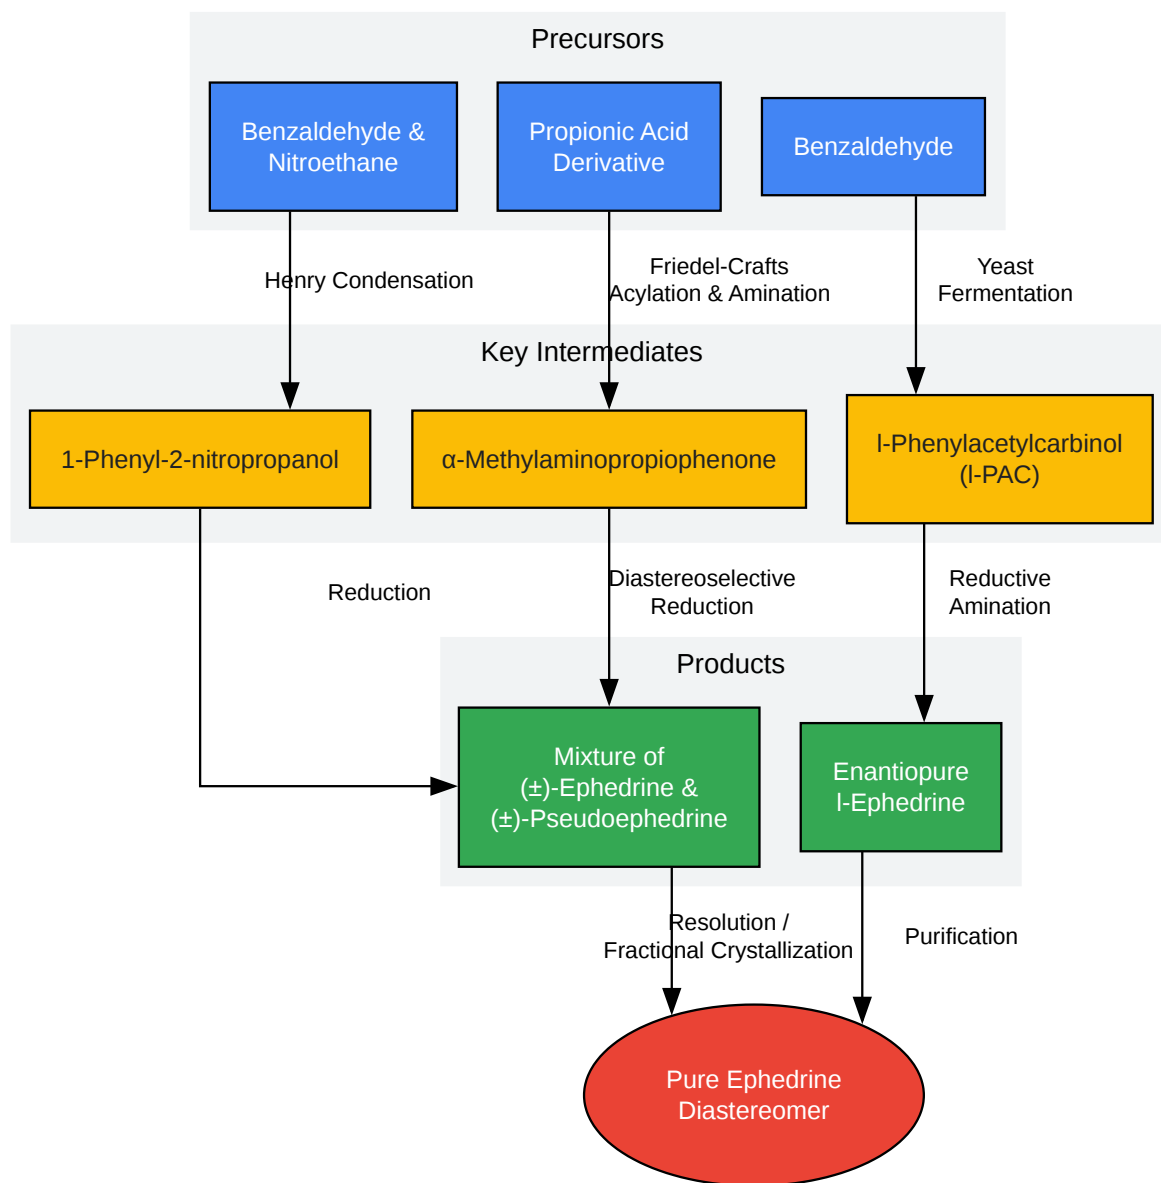 Precursors
Benzaldehyde &
Nitroethane
Propionic Acid
Derivative
Benzaldehyde
Henry Condensation
Friedel-Crafts
Acylation & Amination
Yeast
Fermentation
Key Intermediates
1-Phenyl-2-nitropropanol
α-Methylaminopropiophenone
l-Phenylacetylcarbinol
(l-PAC)
Reduction
Diastereoselective
Reduction
Reductive
Amination
Products
Mixture of
(±)-Ephedrine &
(±)-Pseudoephedrine
Enantiopure
l-Ephedrine
Resolution /
Fractional Crystallization
Purification
Pure Ephedrine
Diastereomer